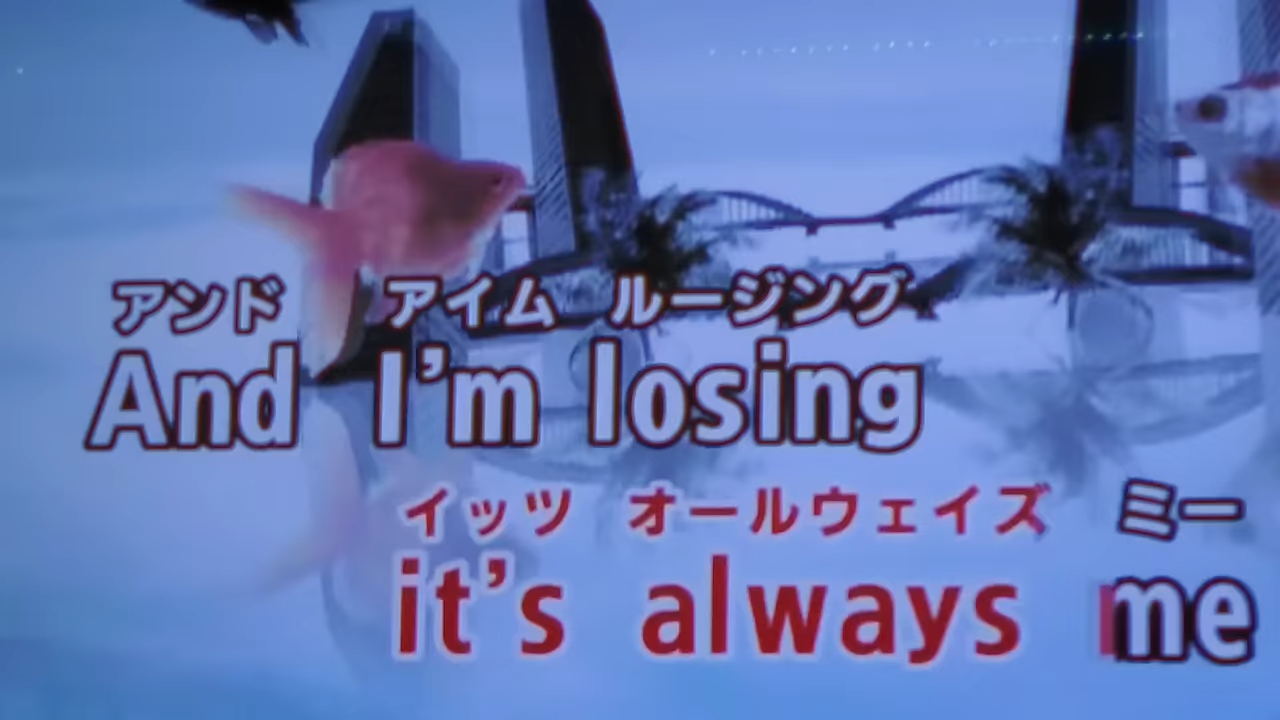 アンド アイム ルージング
And I'm losing
イッツ オールウェイズ ミー
it's always me